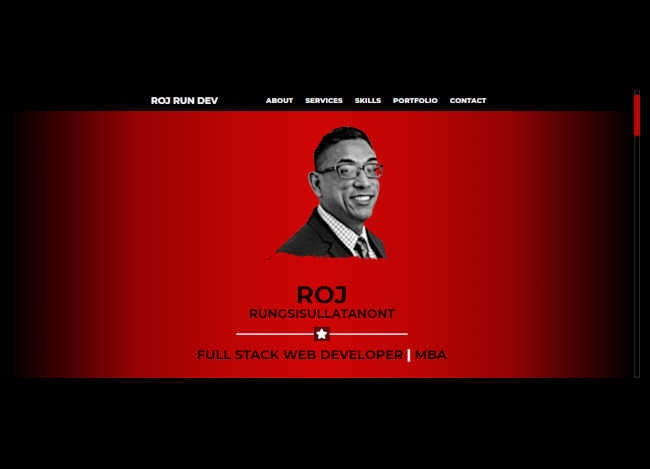 ROJ RUN DEV ABOUT SERVICES SKILLS PORTFOLIO CONTACT
ROJ
RUNGSISULLATANONT
FULL STACK WEB DEVELOPER | MBA